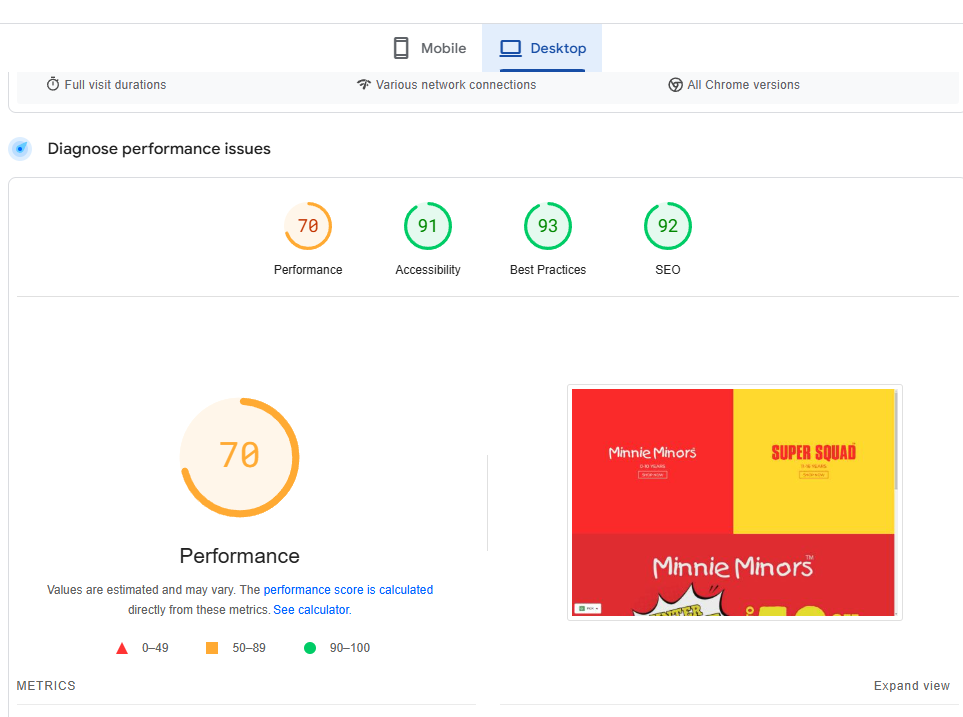 Mobile
Desktop
Full visit durations
Various network connections
All Chrome versions
Diagnose performance issues
70
91
93
92
Performance
Accessibility
Best Practices
SEO
70
Performance
Values are estimated and may vary. The performance score is calculated
directly from these metrics. See calculator.
0–49
50–89
90–100
Minnie Minors
0-10 YEARS
SHOP NOW
SUPER SQUAD
SHOP NOW
Minnie Minors™
METRICS
Expand view